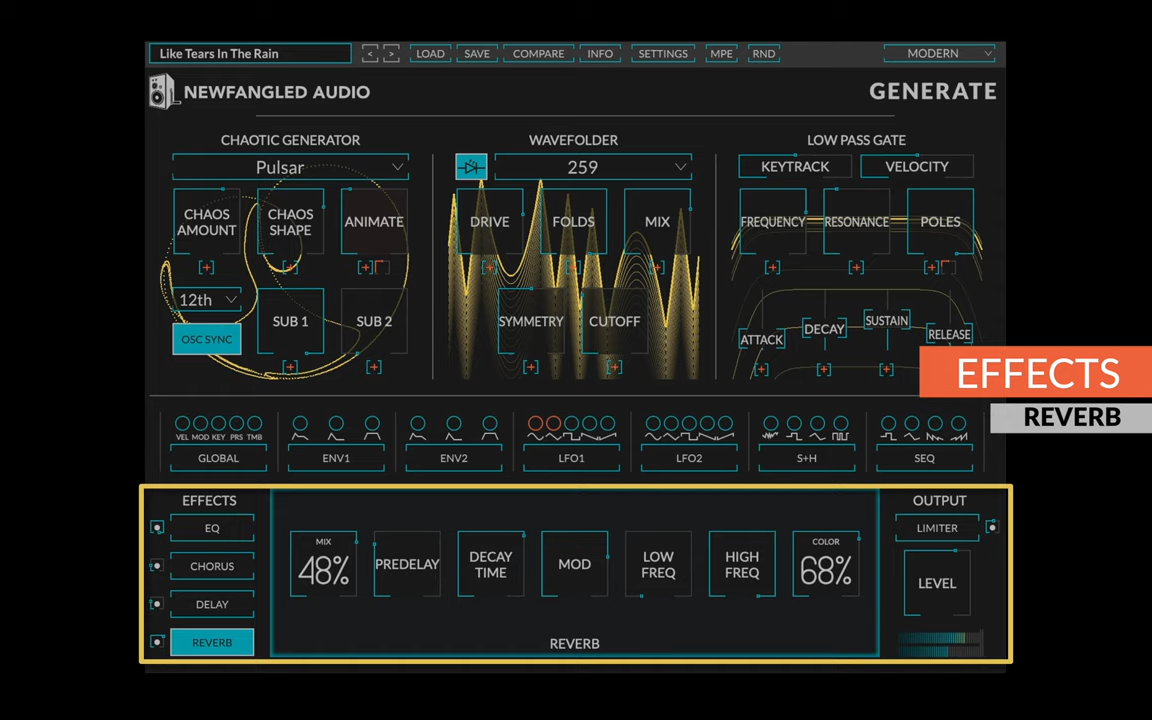 Like Tears In The Rain
< > LOAD SAVE COMPARE INFO SETTINGS MPE RND MODERN
NEWFANGLED AUDIO
GENERATE
CHAOTIC GENERATOR
WAVEFOLDER
LOW PASS GATE
Pulsar
259
KEYTRACK
VELOCITY
CHAOS
AMOUNT
CHAOS
SHAPE
ANIMATE
DRIVE
FOLDS
MIX
FREQUENCY
RESONANCE
POLES
12th
OSC SYNC
SUB 1
SUB 2
SYMMETRY
CUTOFF
ATTACK
DECAY
SUSTAIN
RELEASE
EFFECTS
REVERB
VEL MOD KEY PRS TMB
GLOBAL
ENV1
ENV2
LFO1
LFO2
S+H
SEQ
EFFECTS
EQ
CHORUS
DELAY
REVERB
MIX
48%
PREDELAY
DECAY
TIME
MOD
LOW
FREQ
HIGH
FREQ
COLOR
68%
REVERB
OUTPUT
LIMITER
LEVEL